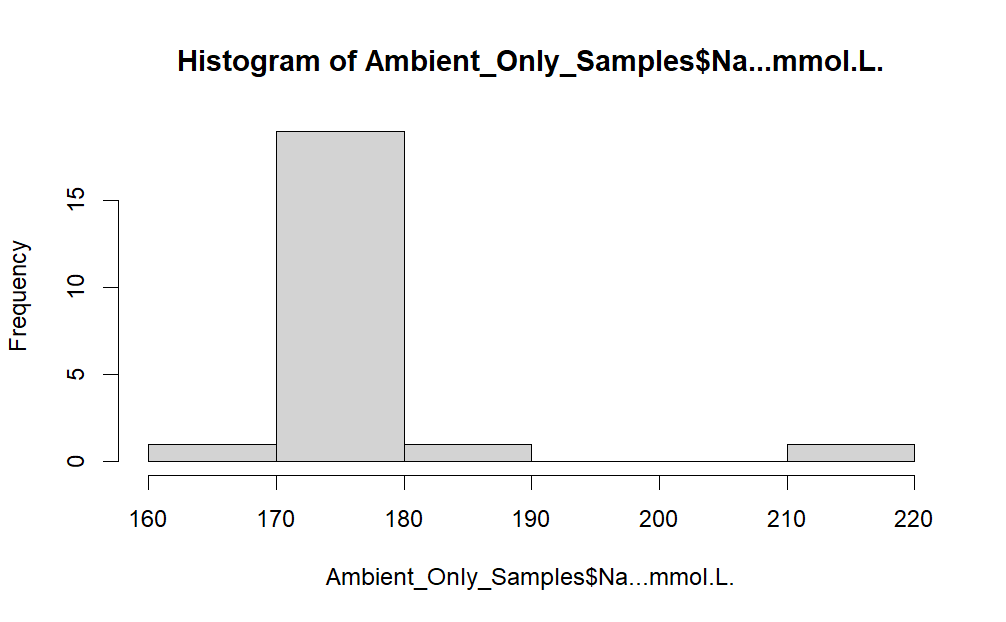 Histogram of Ambient_Only_Samples$Na...mmol.L.
Frequency
15
10
5
0
160 170 180 190 200 210 220
Ambient_Only_Samples$Na...mmol.L.